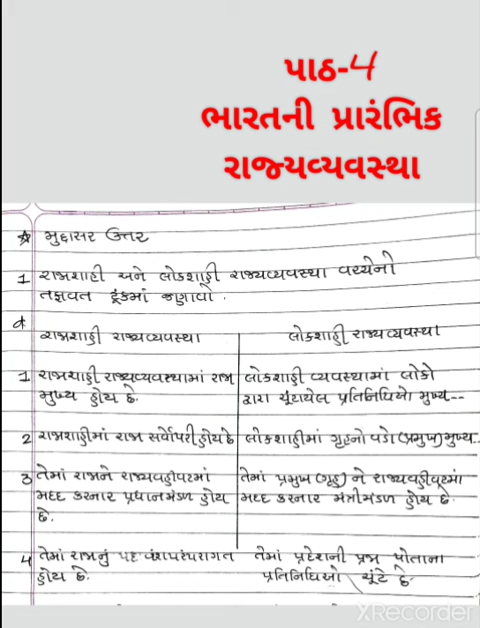 પાઠ-4
ભારતની પ્રારંભિક
રાજ્યવ્યવસ્થા
☆ મુદ્દાસર ઉત્તર
1 રાજાશાહી અને લોકશાહી રાજ્યવ્યવસ્થા વચ્ચેનો
તફાવત ટૂંકમાં જણાવો.
રાજાશાહી રાજ્યવ્યવસ્થા
લોકશાહી રાજ્યવ્યવસ્થા
1 રાજાશાહી રાજ્યવ્યવસ્થામાં રાજા
મુખ્ય હોય છે.
લોકશાહી વ્યવસ્થામાં લોકો
દ્વારા ચૂંટાયેલ પ્રતિનિધિઓ મુખ્ય--
2 રાજાશાહીમાં રાજા સર્વોપરી હોય છે
લોકશાહીમાં ગૃહનો વડો (પ્રમુખ) મુખ્ય--
3 તેમાં રાજાને રાજ્યવહીવટમાં
મદદ કરનાર પ્રધાનમંડળ હોય
છે.
તેમાં પ્રમુખ (ગૃહ) ને રાજ્યવહીવટમાં
મદદ કરનાર મંત્રીમંડળ હોય છે.
4 તેમાં રાજાનું પદ વંશપરંપરાગત
હોય છે.
તેમાં પ્રદેશની પ્રજા પોતાના
પ્રતિનિધિઓ ચૂંટે છે.
XRecorder